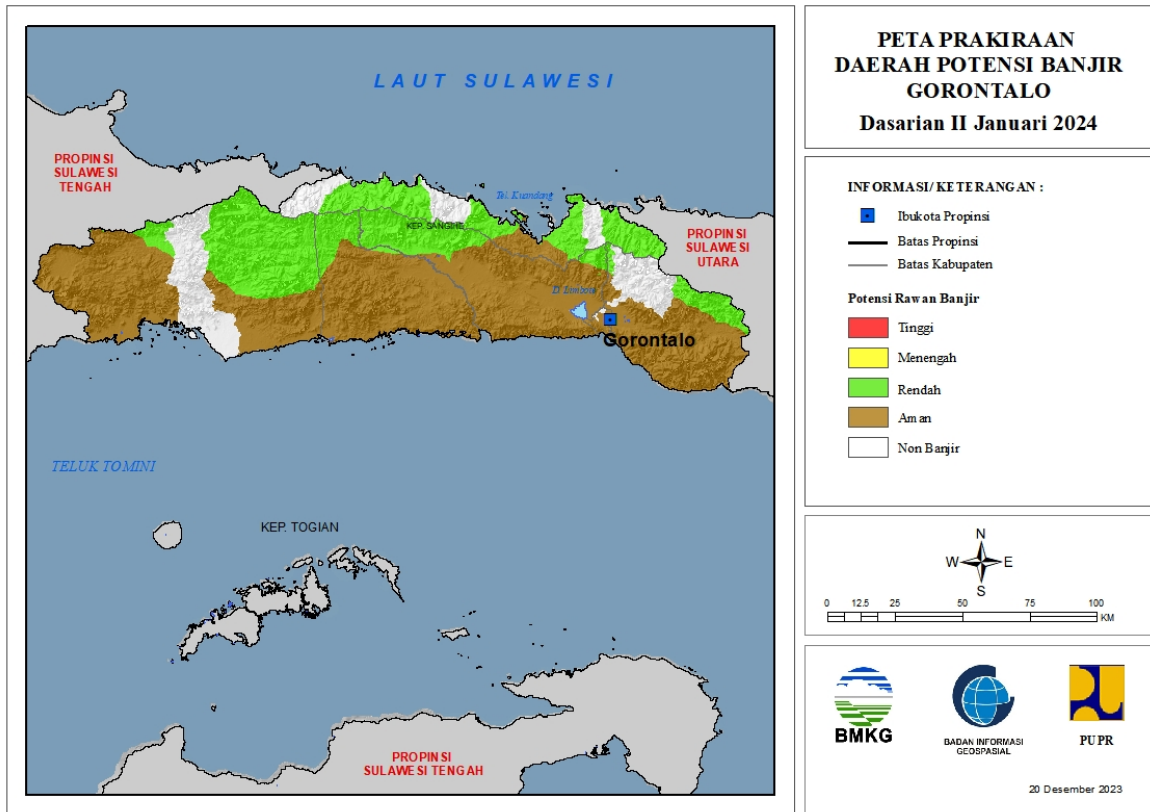 LAUT SULAWESI
PROPINSI
SULAWESI
TENGAH
Tel. Kuandang
KEP. SANGIHE
PROPINSI
SULAWESI
UTARA
D. Limboto
Gorontalo
TELUK TOMINI
KEP. TOGIAN
PROPINSI
SULAWESI TENGAH
PETA PRAKIRAAN
DAERAH POTENSI BANJIR
GORONTALO
Dasarian II Januari 2024
INFORMASI/ KETERANGAN :
Ibukota Propinsi
Batas Propinsi
Batas Kabupaten
Potensi Rawan Banjir
Tinggi
Menengah
Rendah
Aman
Non Banjir
N
W E
S
0 12.5 25 50 75 100
KM
BMKG
BADAN INFORMASI
GEOSPASIAL
PUPR
20 Desember 2023